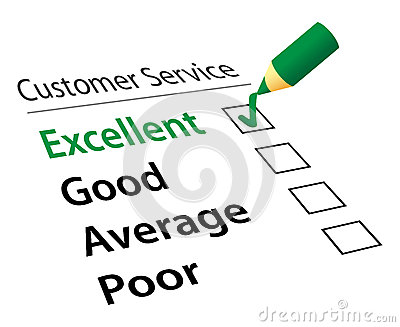 Customer Service
Excellent
Good
Average
Poor
dreamstime.com